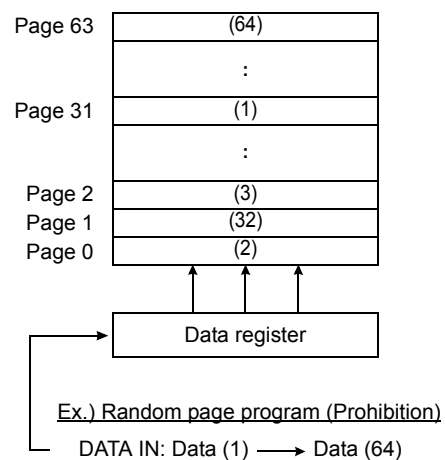 Page 63 (64)
:
Page 31 (1)
:
Page 2 (3)
Page 1 (32)
Page 0 (2)
Data register
Ex.) Random page program (Prohibition)
DATA IN: Data (1) → Data (64)